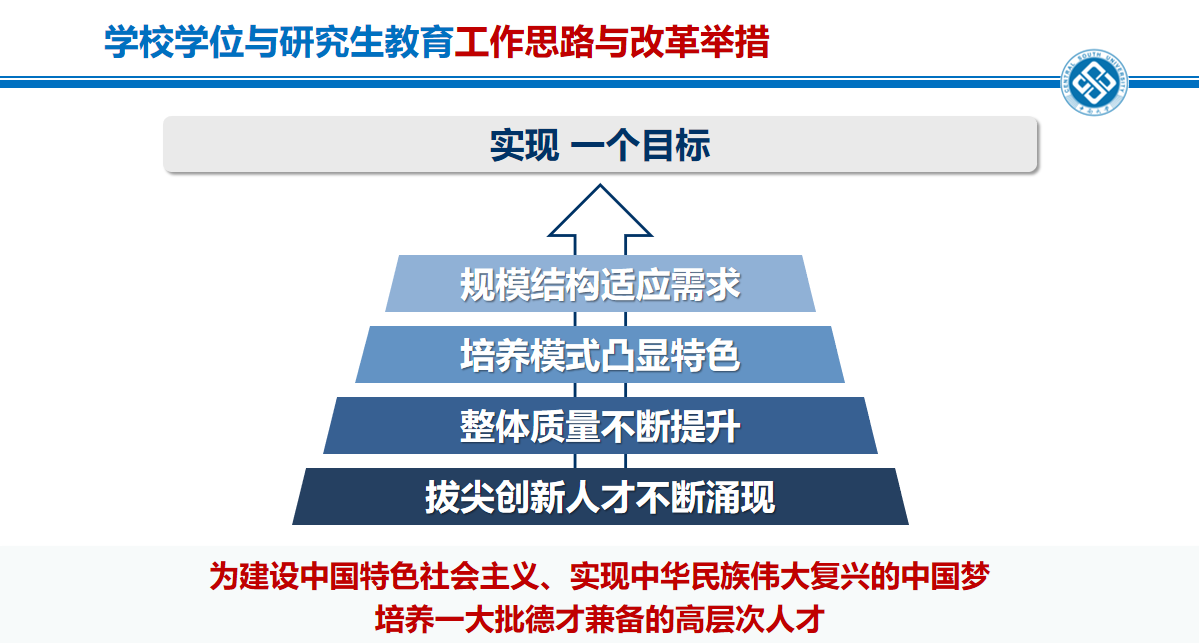 学校学位与研究生教育工作思路与改革举措
CENTRAL SOUTH UNIVERSITY
中南大学
实现 一个目标
规模结构适应需求
培养模式凸显特色
整体质量不断提升
拔尖创新人才不断涌现
为建设中国特色社会主义、实现中华民族伟大复兴的中国梦
培养一大批德才兼备的高层次人才